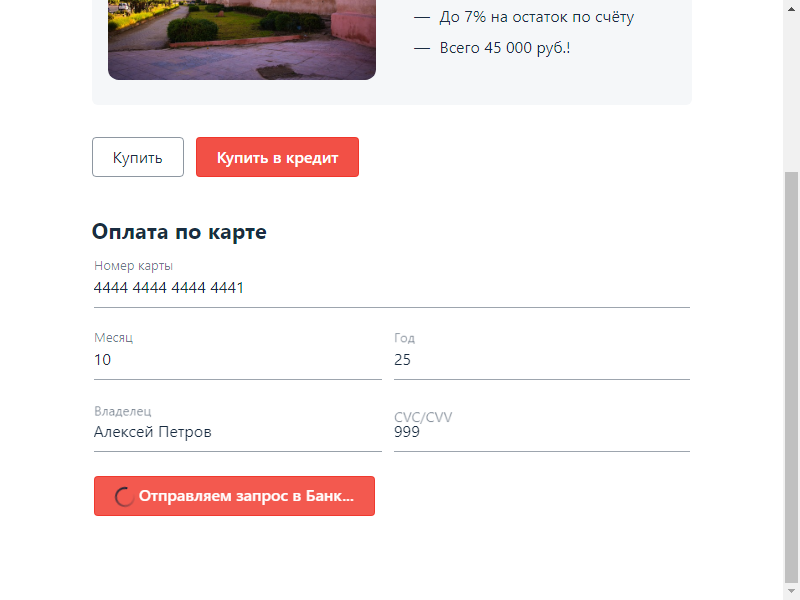 — До 7% на остаток по счёту
— Всего 45 000 руб.!
Купить
Купить в кредит
Оплата по карте
Номер карты
4444 4444 4444 4441
Месяц
Год
10
25
Владелец
CVC/CVV
Алексей Петров
999
Отправляем запрос в Банк...